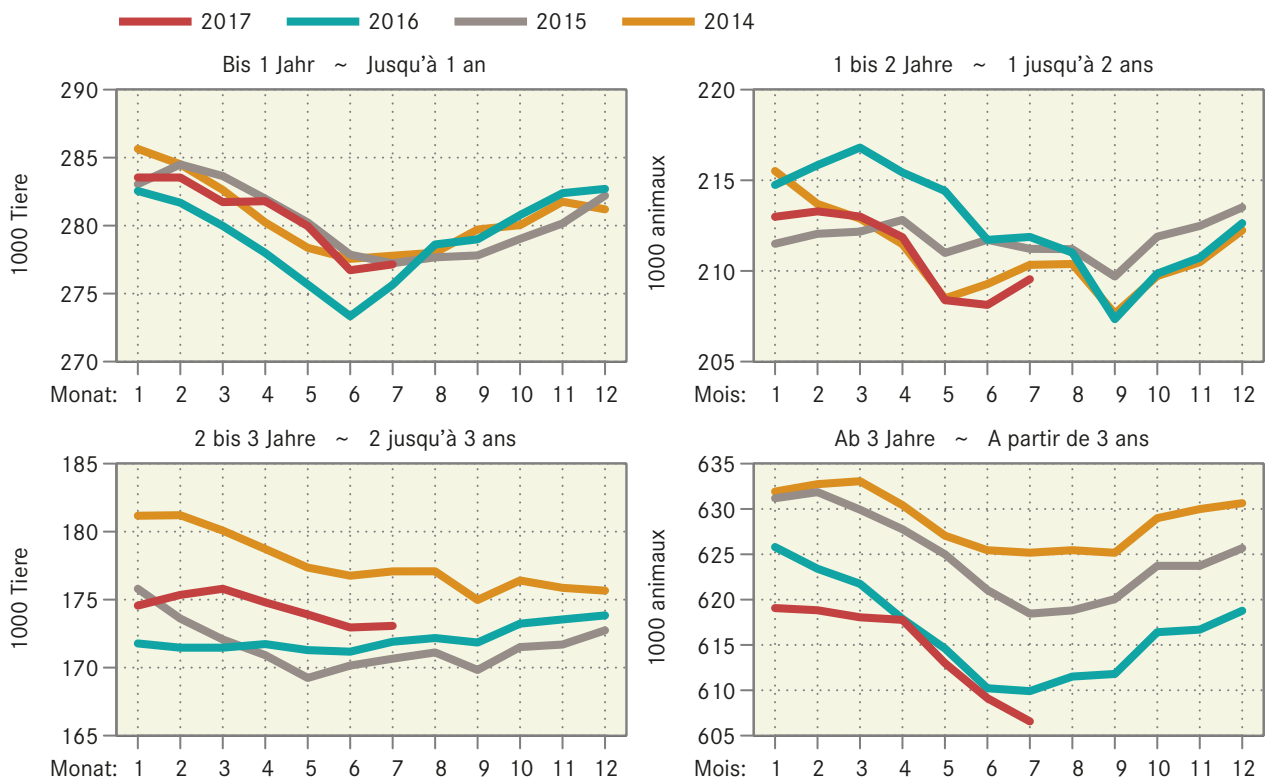 2017 2016 2015 2014
Bis 1 Jahr ~ Jusqu'à 1 an
1000 Tiere
290
285
280
275
270
Monat: 1 2 3 4 5 6 7 8 9 10 11 12
1 bis 2 Jahre ~ 1 jusqu'à 2 ans
1000 animaux
220
215
210
205
Mois: 1 2 3 4 5 6 7 8 9 10 11 12
2 bis 3 Jahre ~ 2 jusqu'à 3 ans
1000 Tiere
185
180
175
170
165
Monat: 1 2 3 4 5 6 7 8 9 10 11 12
Ab 3 Jahre ~ A partir de 3 ans
1000 animaux
635
630
625
620
615
610
605
Mois: 1 2 3 4 5 6 7 8 9 10 11 12